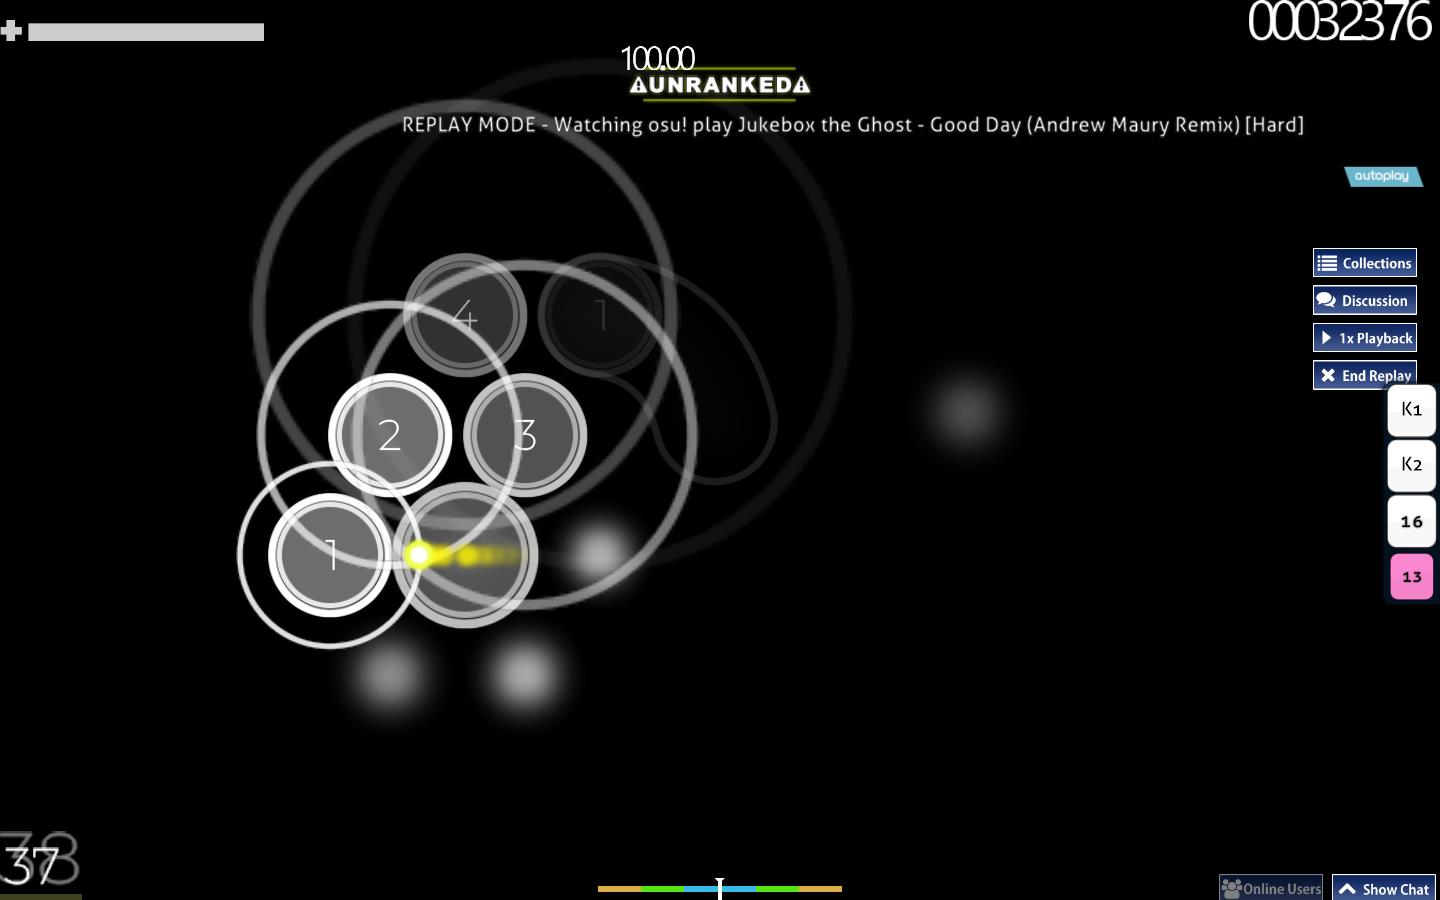 00032376
100.00
UNRANKED
REPLAY MODE - Watching osu! play Jukebox the Ghost - Good Day (Andrew Maury Remix) [Hard]
autoplay
Collections
Discussion
1x Playback
End Replay
K1
K2
16
13
4
1
2
3
1
38
37
Online Users
Show Chat